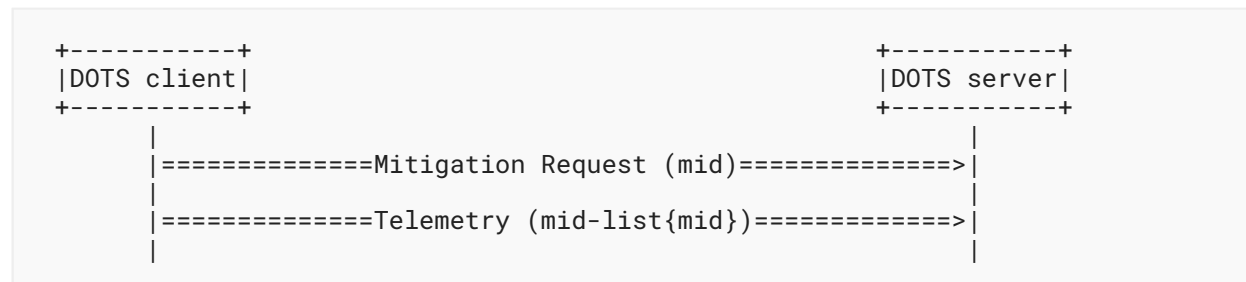 +-----------+                                        +-----------+
|DOTS client|                                        |DOTS server|
+-----------+                                        +-----------+
      |                                                    |
      |==============Mitigation Request (mid)==============>|
      |                                                    |
      |==============Telemetry (mid-list{mid})=============>|
      |                                                    |